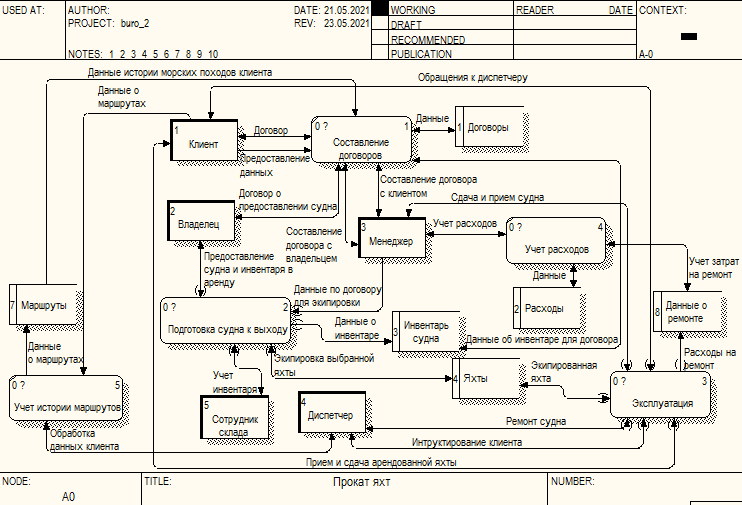 USED AT:
AUTHOR:
DATE: 21.05.2021
WORKING
READER
DATE
CONTEXT:
PROJECT: buro_2
REV: 23.05.2021
DRAFT
RECOMMENDED
NOTES: 1 2 3 4 5 6 7 8 9 10
PUBLICATION
A-0
Данные истории морских походов клиента
Обращения к диспетчеру
Данные о
маршрутах
1
Клиент
Договор
Предоставление
данных
0 ?
1
Составление
договоров
Данные
1
Договоры
Составление договора
с клиентом
Договор о
предоставлении судна
Сдача и прием судна
2
Владелец
Составление
договора с
владельцем
3
Менеджер
Учет расходов
0 ?
4
Учет расходов
Учет затрат
на ремонт
Предоставление
судна и инвентаря в
аренду
Данные
7
Маршруты
Данные по договору
для экипировки
2
Расходы
8
Данные о
ремонте
0 ?
2
Подготовка судна к выходу
Данные о
инвентаре
3
Инвентарь
судна
Данные об инвентаре для договора
Данные
о маршрутах
Экипировка выбранной
яхты
4
Яхты
Экипированная
яхта
Расходы на
ремонт
0 ?
5
Учет истории маршрутов
Учет
инвентаря
0 ?
3
Эксплуатация
5
Сотрудник
склада
4
Диспетчер
Ремонт судна
Обработка
данных клиента
Интруктирование клиента
Прием и сдача арендованной яхты
NODE:
TITLE:
Прокат яхт
NUMBER:
A0